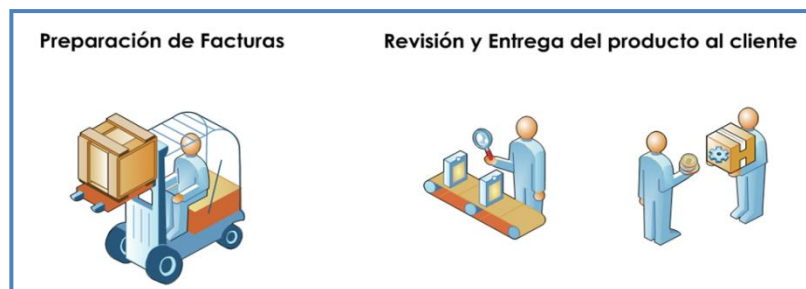 Preparación de Facturas
Revisión y Entrega del producto al cliente